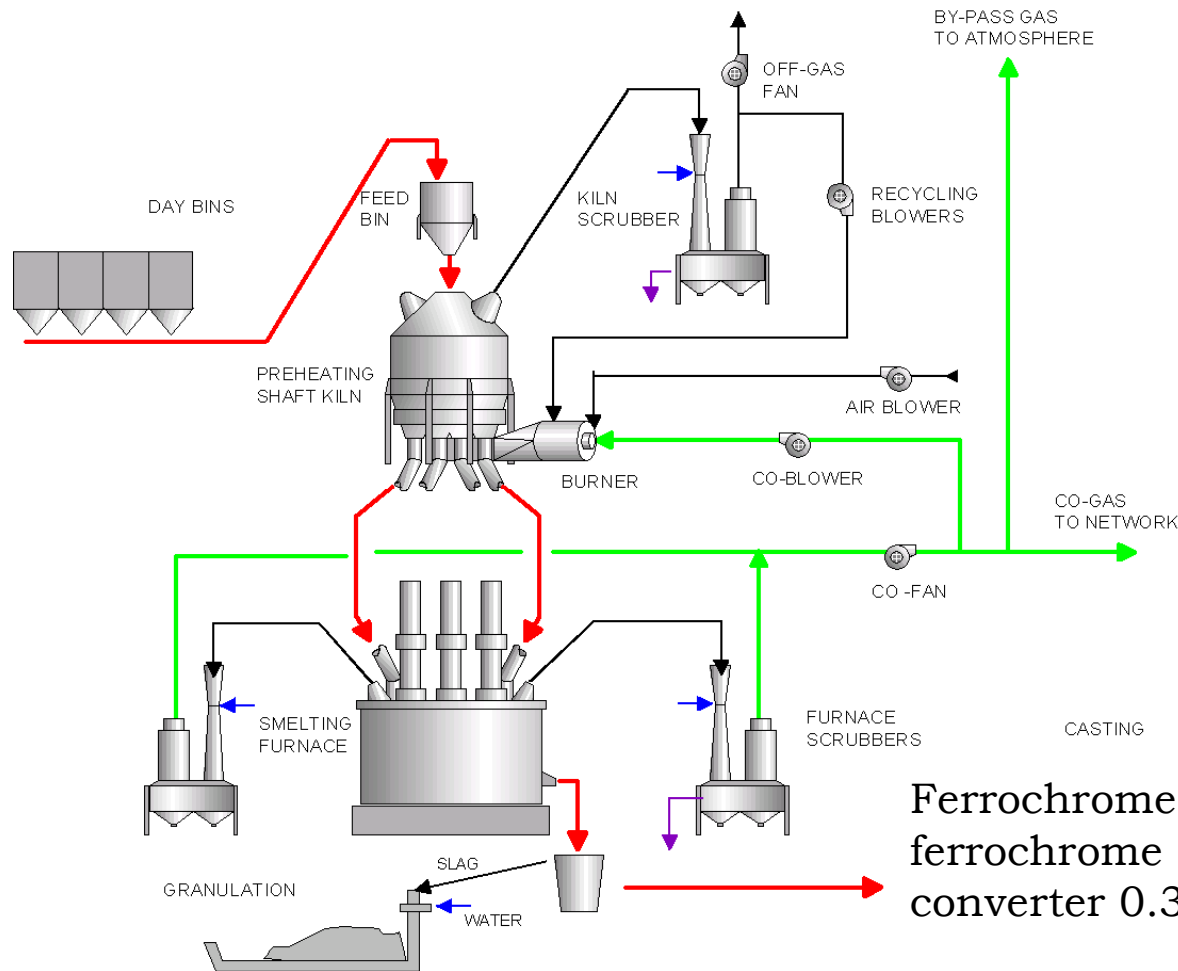 BY-PASS GAS
TO ATMOSPHERE
OFF-GAS
FAN
DAY BINS
FEED
BIN
KILN
SCRUBBER
RECYCLING
BLOWERS
PREHEATING
SHAFT KILN
AIR BLOWER
BURNER
CO-BLOWER
CO-GAS
TO NETWORK
CO -FAN
SMELTING
FURNACE
FURNACE
SCRUBBERS
CASTING
Ferrochrome
ferrochrome
converter 0.3
SLAG
GRANULATION
WATER